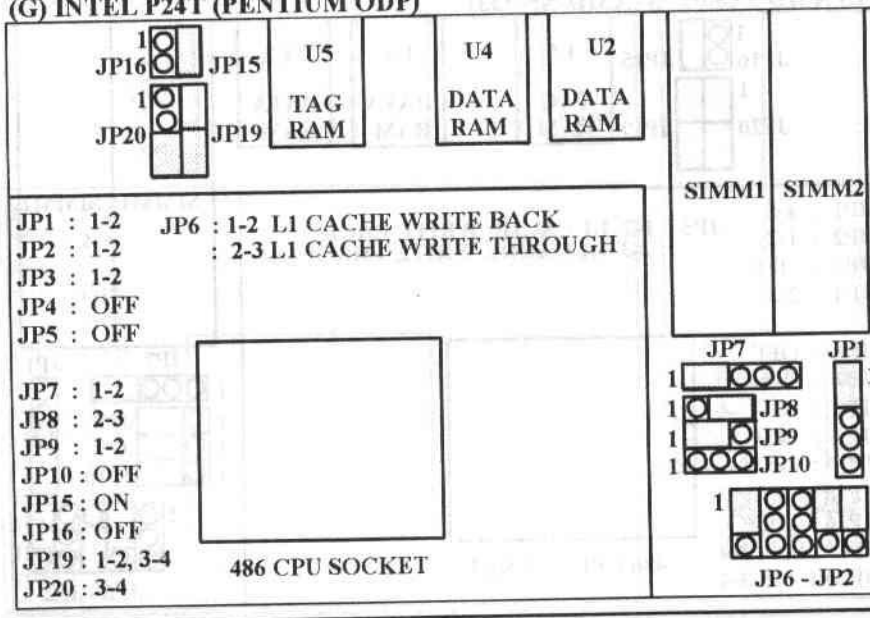 (G) INTEL P24T (PENTIUM ODP)
1
JP16 JP15
1
JP20 JP19
U5
TAG
RAM
U4
DATA
RAM
U2
DATA
RAM
SIMM1 SIMM2
JP1 : 1-2
JP2 : 1-2
JP3 : 1-2
JP4 : OFF
JP5 : OFF
JP6 : 1-2 L1 CACHE WRITE BACK
: 2-3 L1 CACHE WRITE THROUGH
JP7 : 1-2
JP8 : 2-3
JP9 : 1-2
JP10 : OFF
JP15 : ON
JP16 : OFF
JP19 : 1-2, 3-4
JP20 : 3-4
486 CPU SOCKET
JP7 JP1
1
1 JP8
1 JP9
1 JP10
1
JP6 - JP2